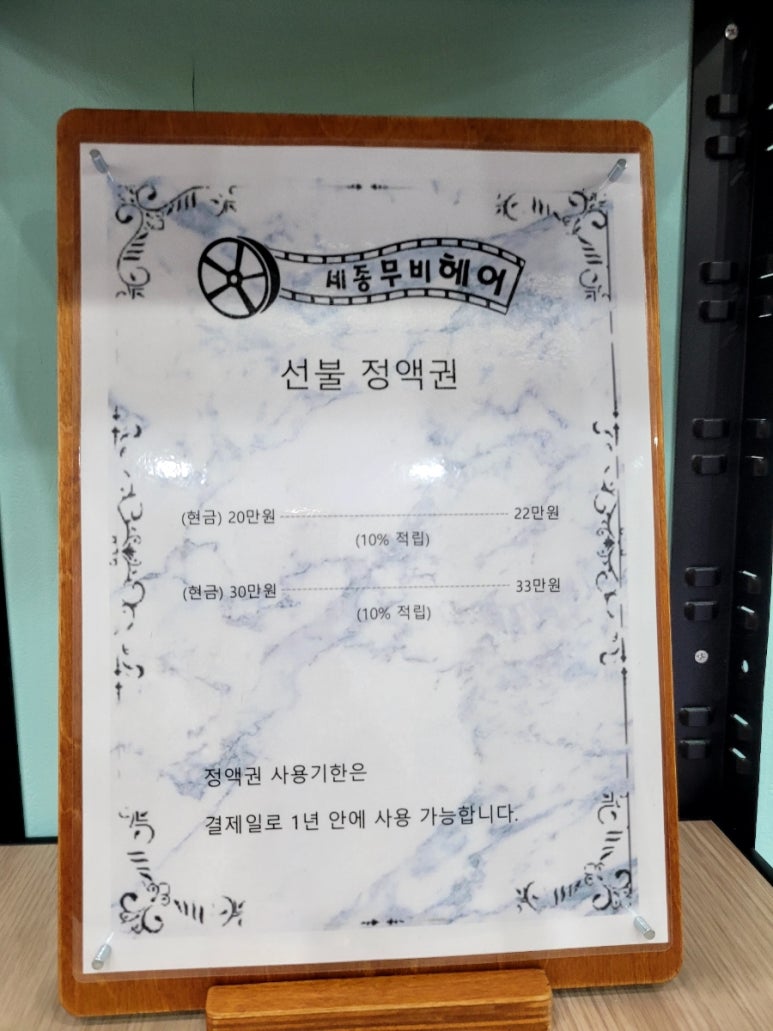 세종무비헤어
선불 정액권
(현금) 20만원 ---------------------------------------- 22만원
(10% 적립)
(현금) 30만원 ---------------------------------------- 33만원
(10% 적립)
정액권 사용기한은
결제일로 1년 안에 사용 가능합니다.